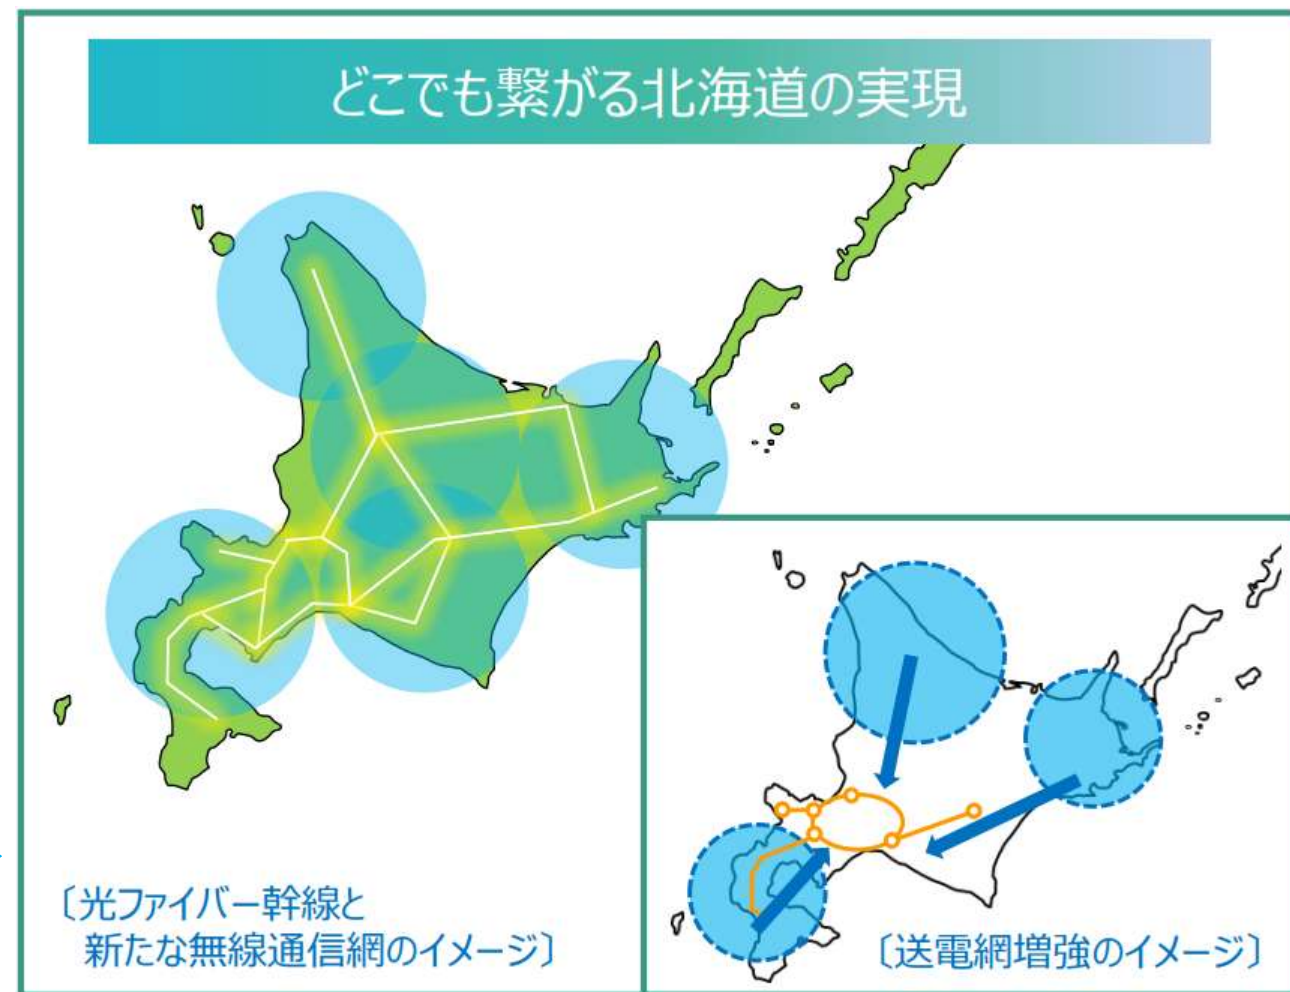 どこでも繋がる北海道の実現
〔光ファイバー幹線と
新たな無線通信網のイメージ〕
〔送電網増強のイメージ〕